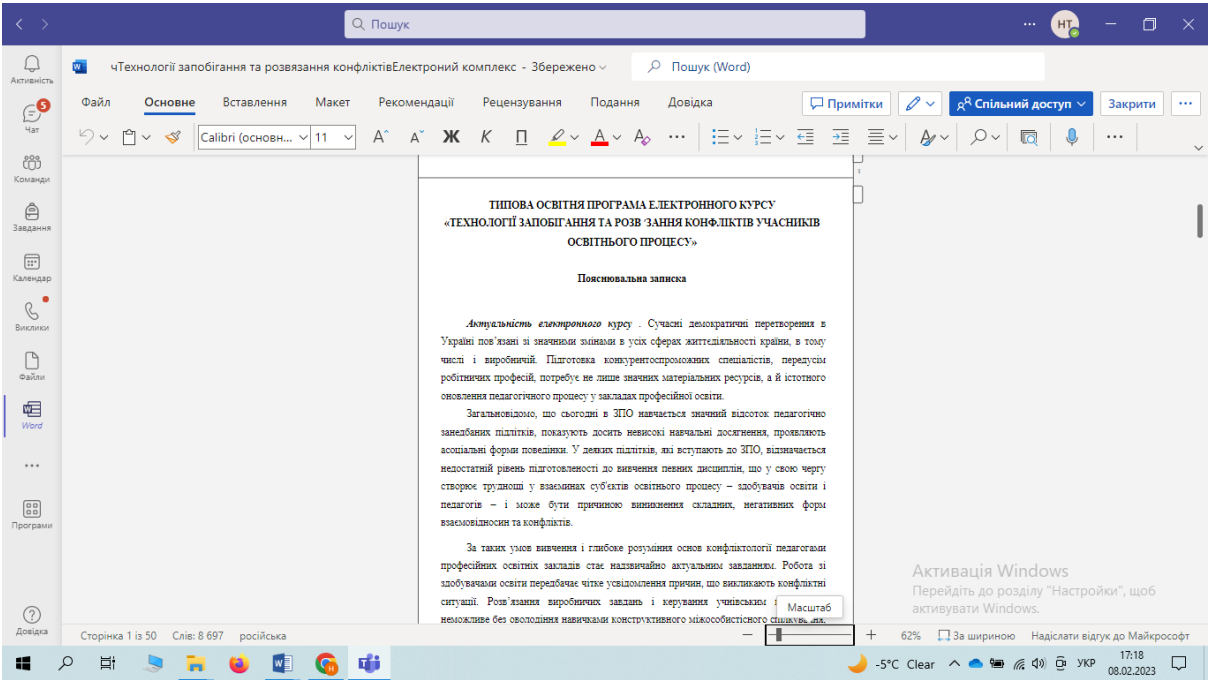 Пошук
НТ
Активність
Чат
5
Команди
Завдання
Календар
Виклики
Файли
Word
Програми
Довідка
чТехнології запобігання та розвязання конфліктівЕлектроний комплекс - Збережено
Пошук (Word)
Файл Основне Вставлення Макет Рекомендації Рецензування Подання Довідка
Примітки
Спільний доступ
Закрити
Calibri (основн... 11
Ж К П
ТИПОВА ОСВІТНЯ ПРОГРАМА ЕЛЕКТРОННОГО КУРСУ
«ТЕХНОЛОГІЇ ЗАПОБІГАННЯ ТА РОЗВ ’ЗАННЯ КОНФЛІКТІВ УЧАСНИКІВ
ОСВІТНЬОГО ПРОЦЕСУ»
Пояснювальна записка
Актуальність електронного курсу . Сучасні демократичні перетворення в
Україні пов’язані зі значними змінами в усіх сферах життєдіяльності країни, в тому
числі і виробничій. Підготовка конкурентоспроможних спеціалістів, передусім
робітничих професій, потребує не лише значних матеріальних ресурсів, а й істотного
оновлення педагогічного процесу у закладах професійної освіти.
Загальновідомо, що сьогодні в ЗПО навчається значний відсоток педагогічно
занедбаних підлітків, показують досить невисокі навчальні досягнення, проявляють
асоціальні форми поведінки. У деяких підлітків, які вступають до ЗПО, відзначається
недостатній рівень підготовленості до вивчення певних дисциплін, що у свою чергу
створює труднощі у взаєминах суб'єктів освітнього процесу – здобувачів освіти і
педагогів – і може бути причиною виникнення складних, негативних форм
взаємовідносин та конфліктів.
За таких умов вивчення і глибоке розуміння основ конфліктології педагогами
професійних освітніх закладів стає надзвичайно актуальним завданням. Робота зі
здобувачами освіти передбачає чітке усвідомлення причин, що викликають конфліктні
ситуації. Розв’язання виробничих завдань і керування учнівським
неможливе без оволодіння навичками конструктивного міжособистісного
Масштаб
Активація Windows
Перейдіть до розділу "Настройки", щоб
активувати Windows.
Сторінка 1 із 50 Слів: 8 697 російська
62% За шириною Надіслати відгук до Майкрософт
-5°C Clear УКР 17:18
08.02.2023